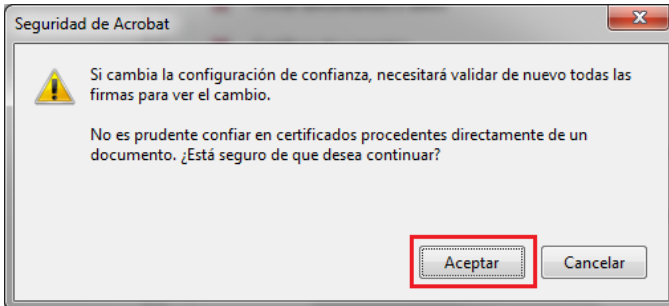 Seguridad de Acrobat
Si cambia la configuración de confianza, necesitará validar de nuevo todas las
firmas para ver el cambio.
No es prudente confiar en certificados procedentes directamente de un
documento. ¿Está seguro de que desea continuar?
Aceptar Cancelar